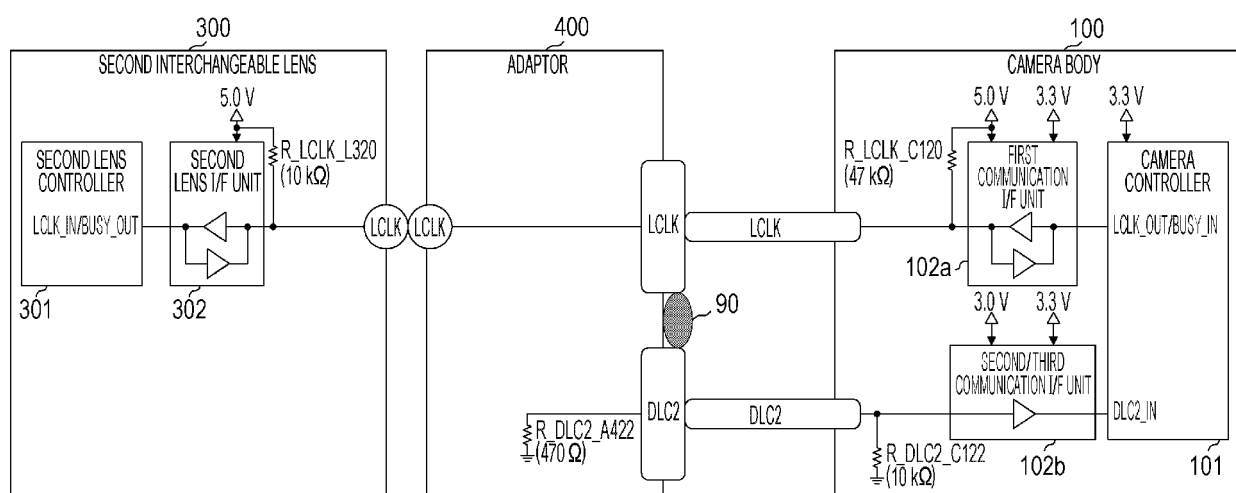 300
SECOND INTERCHANGEABLE LENS
5.0 V
SECOND LENS
CONTROLLER
LCLK_IN/BUSY_OUT
301
SECOND
LENS I/F UNIT
302
R_LCLK_L320
(10 kΩ)
LCLK
400
ADAPTOR
LCLK
LCLK
LCLK
90
DLC2
DLC2
R_DLC2_A422
(470 Ω)
100
CAMERA BODY
5.0 V
3.3 V
3.3 V
R_LCLK_C120
(47 kΩ)
FIRST
COMMUNICATION
I/F UNIT
102a
CAMERA
CONTROLLER
LCLK_OUT/BUSY_IN
3.0 V
3.3 V
SECOND/THIRD
COMMUNICATION I/F UNIT
DLC2_IN
R_DLC2_C122
(10 kΩ)
102b
101